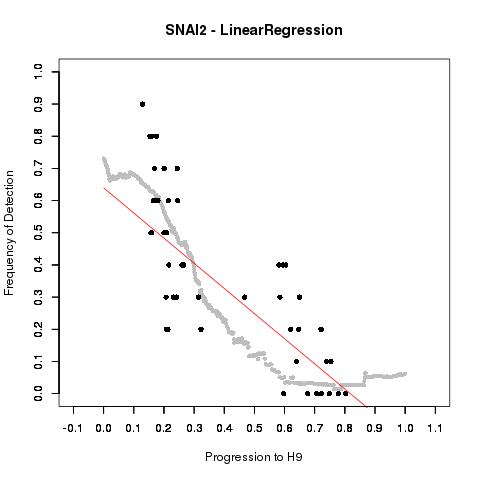 SNAI2 - LinearRegression
Frequency of Detection
1.0
0.9
0.8
0.7
0.6
0.5
0.4
0.3
0.2
0.1
0.0
-0.1 0.0 0.1 0.2 0.3 0.4 0.5 0.6 0.7 0.8 0.9 1.0 1.1
Progression to H9